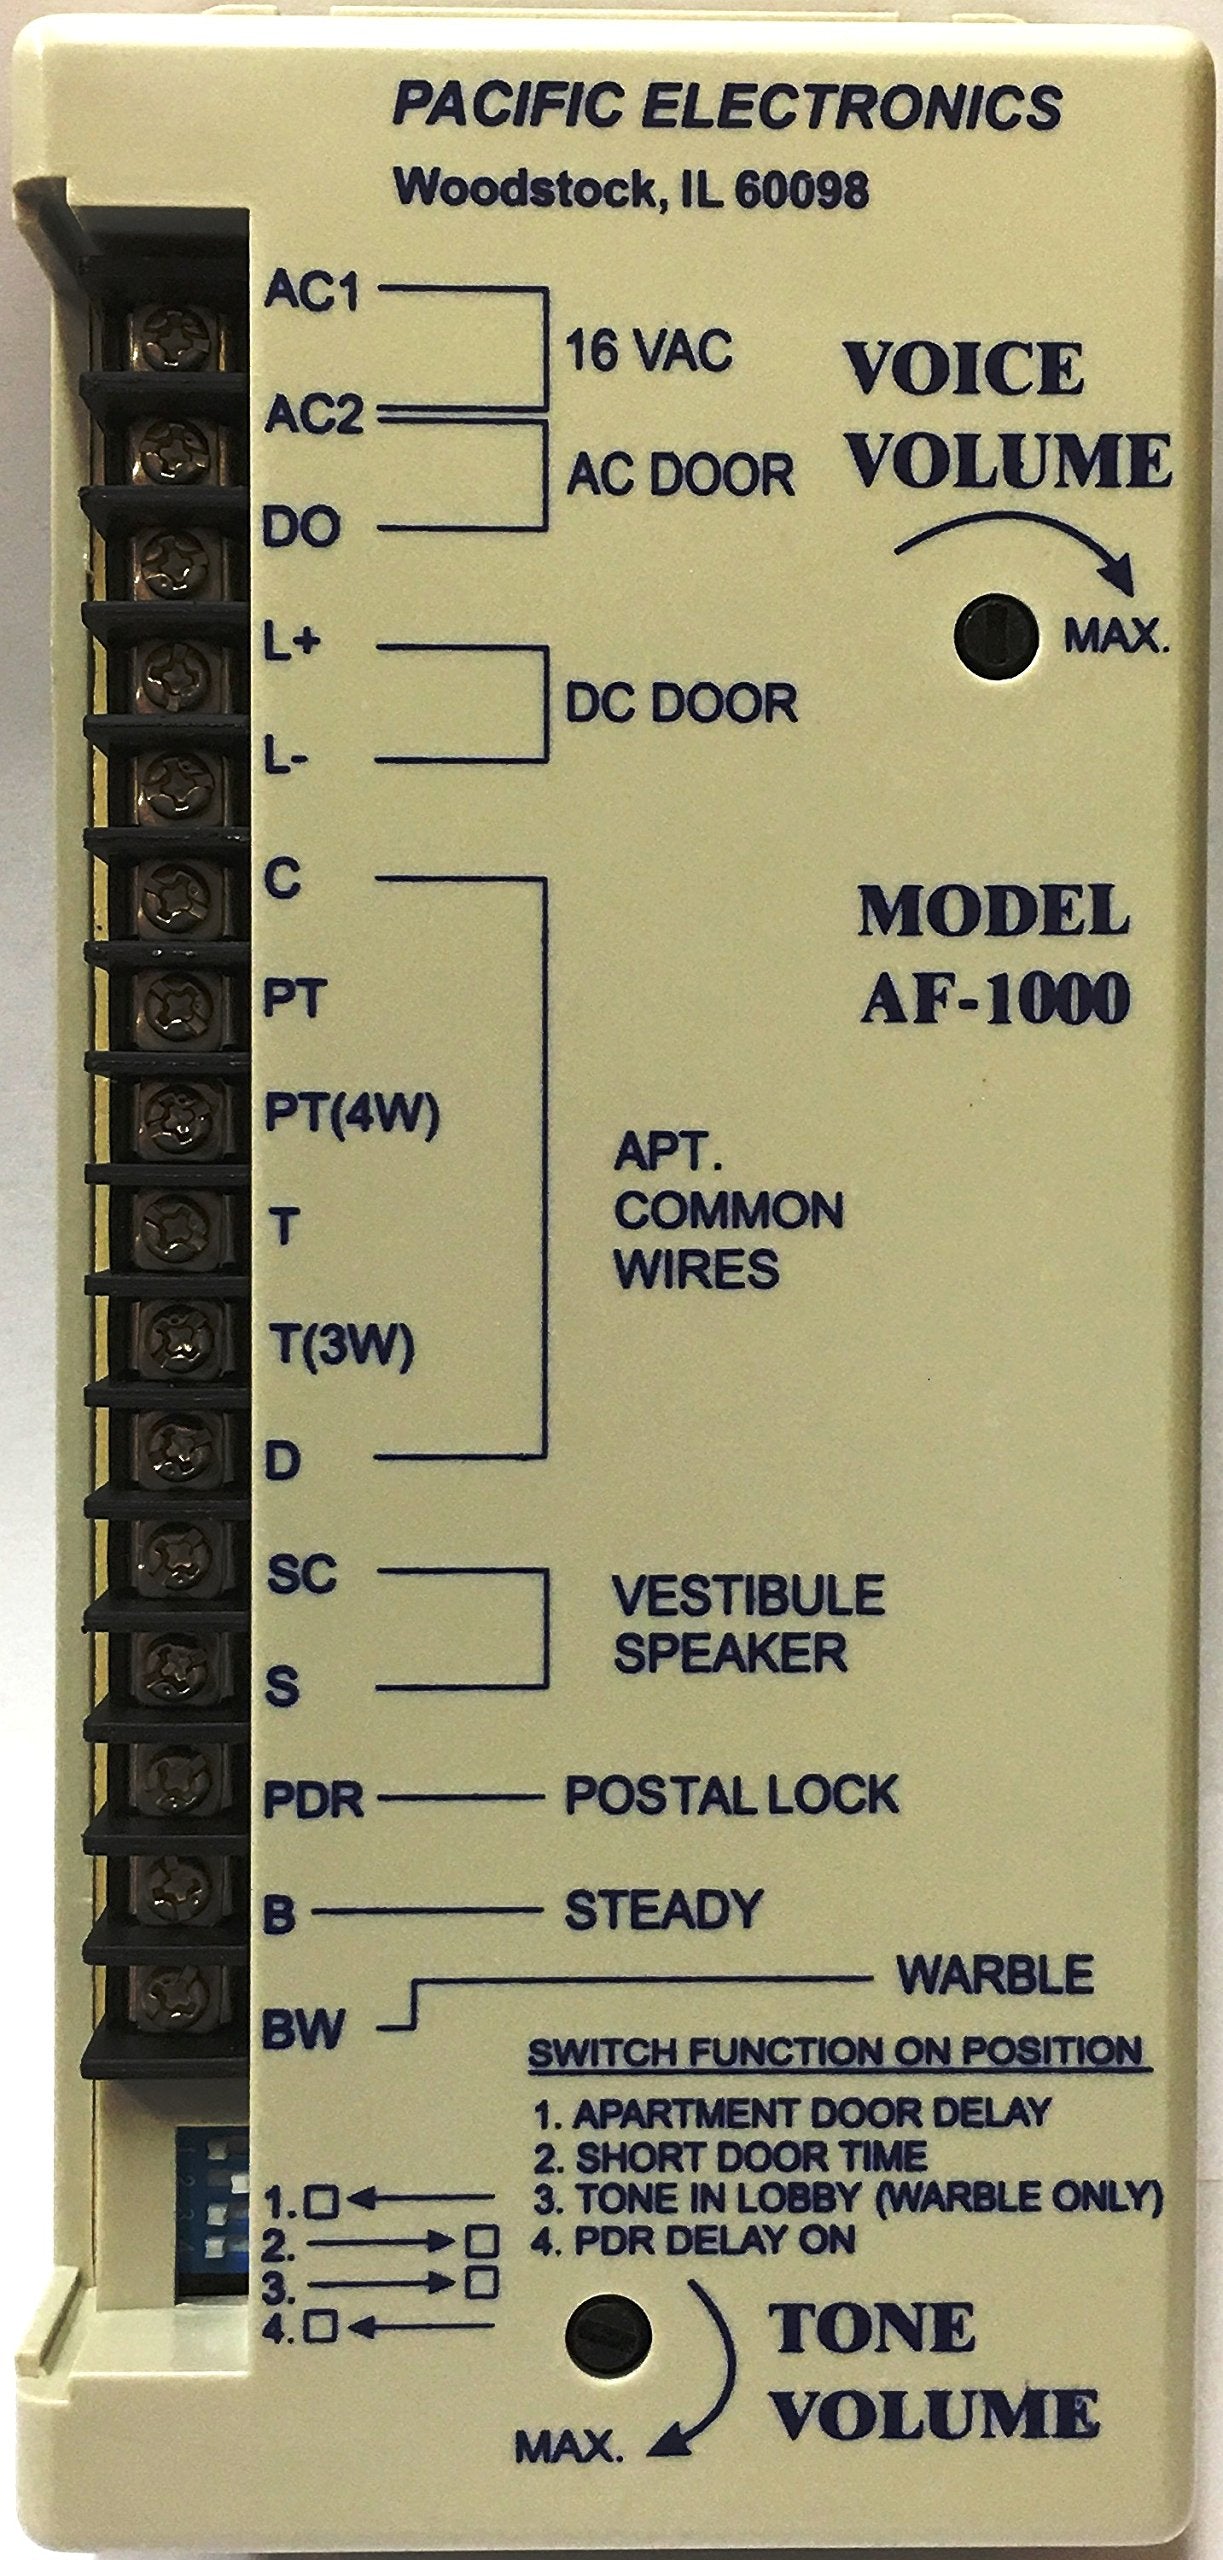 PACIFIC ELECTRONICS
Woodstock, IL 60098
AC1
16 VAC
AC2
AC DOOR
DO
VOICE
VOLUME
MAX.
L+
DC DOOR
L-
C
MODEL
AF-1000
PT
PT(4W)
APT.
COMMON
WIRES
T
T(3W)
D
SC
VESTIBULE
SPEAKER
S
PDR
POSTAL LOCK
B
STEADY
BW
WARBLE
SWITCH FUNCTION ON POSITION
1. APARTMENT DOOR DELAY
2. SHORT DOOR TIME
3. TONE IN LOBBY (WARBLE ONLY)
4. PDR DELAY ON
1.
2.
3.
4.
TONE
VOLUME
MAX.